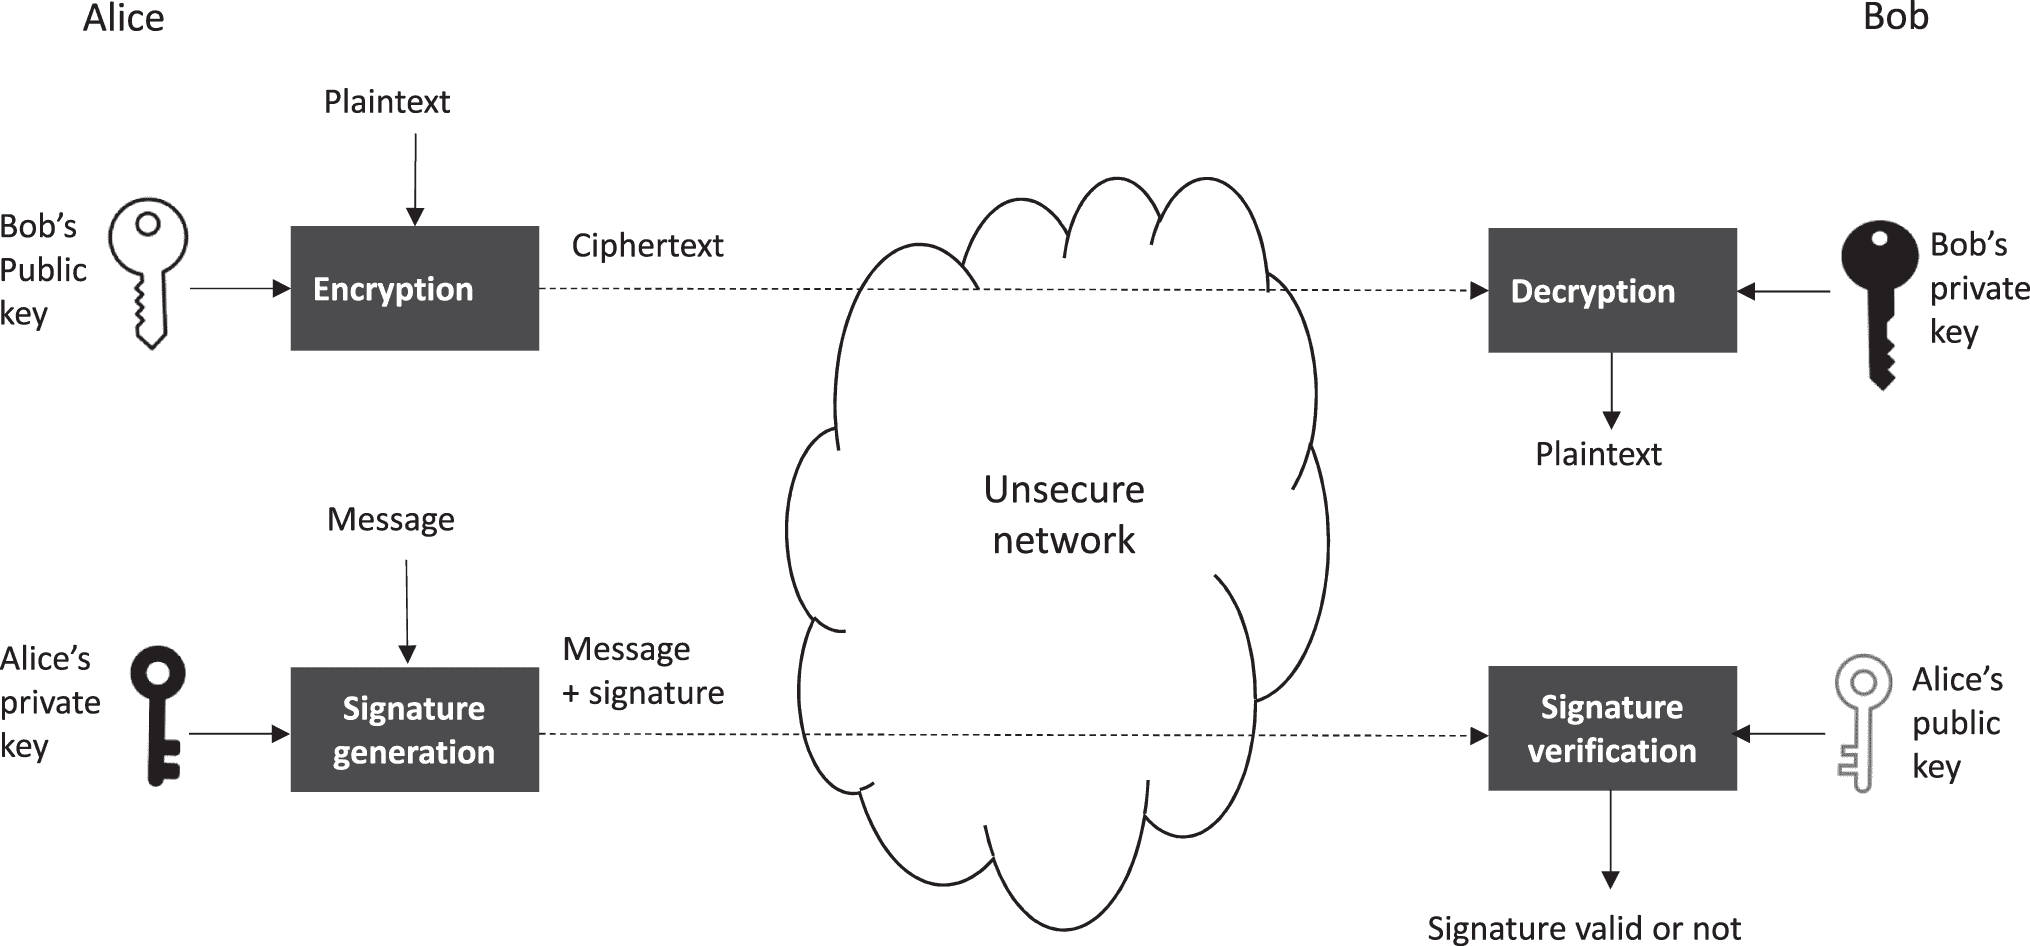 Alice
Bob
Plaintext
Bob's
Public
key
Encryption
Ciphertext
Decryption
Bob's
private
key
Plaintext
Unsecure
network
Message
Alice's
private
key
Signature
generation
Message
+ signature
Signature
verification
Alice's
public
key
Signature valid or not